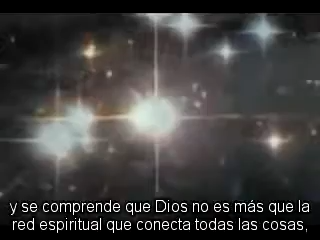 y se comprende que Dios no es más que la
red espiritual que conecta todas las cosas,